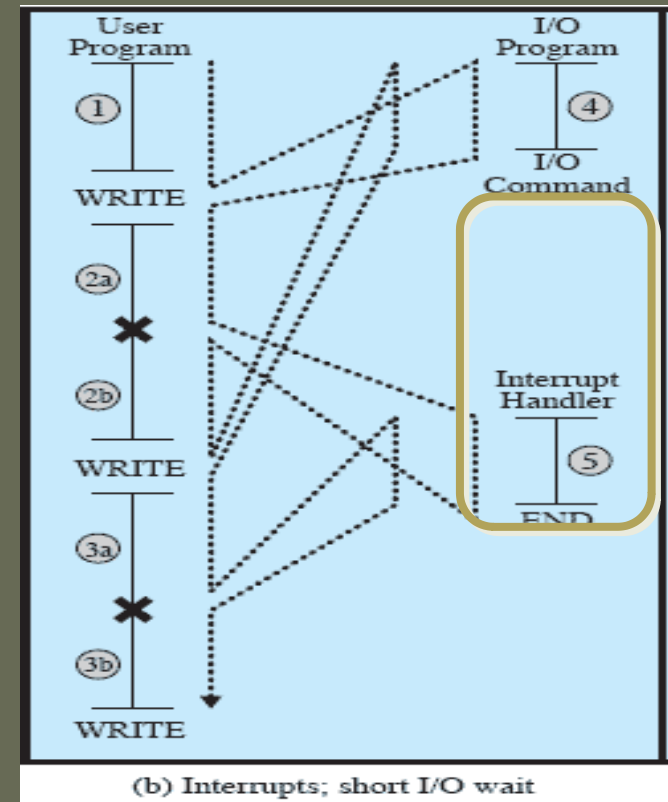 User
Program
I/O
Program
1
4
I/O
Command
WRITE
2a
2b
Interrupt
Handler
5
WRITE
END
3a
3b
WRITE
(b) Interrupts; short I/O wait